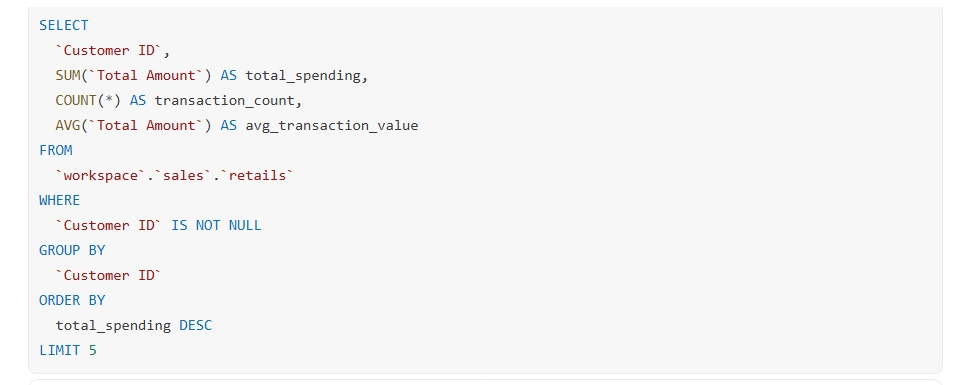 SELECT
`Customer ID`,
SUM(`Total Amount`) AS total_spending,
COUNT(*) AS transaction_count,
AVG(`Total Amount`) AS avg_transaction_value
FROM
`workspace`.`sales`.`retails`
WHERE
`Customer ID` IS NOT NULL
GROUP BY
`Customer ID`
ORDER BY
total_spending DESC
LIMIT 5